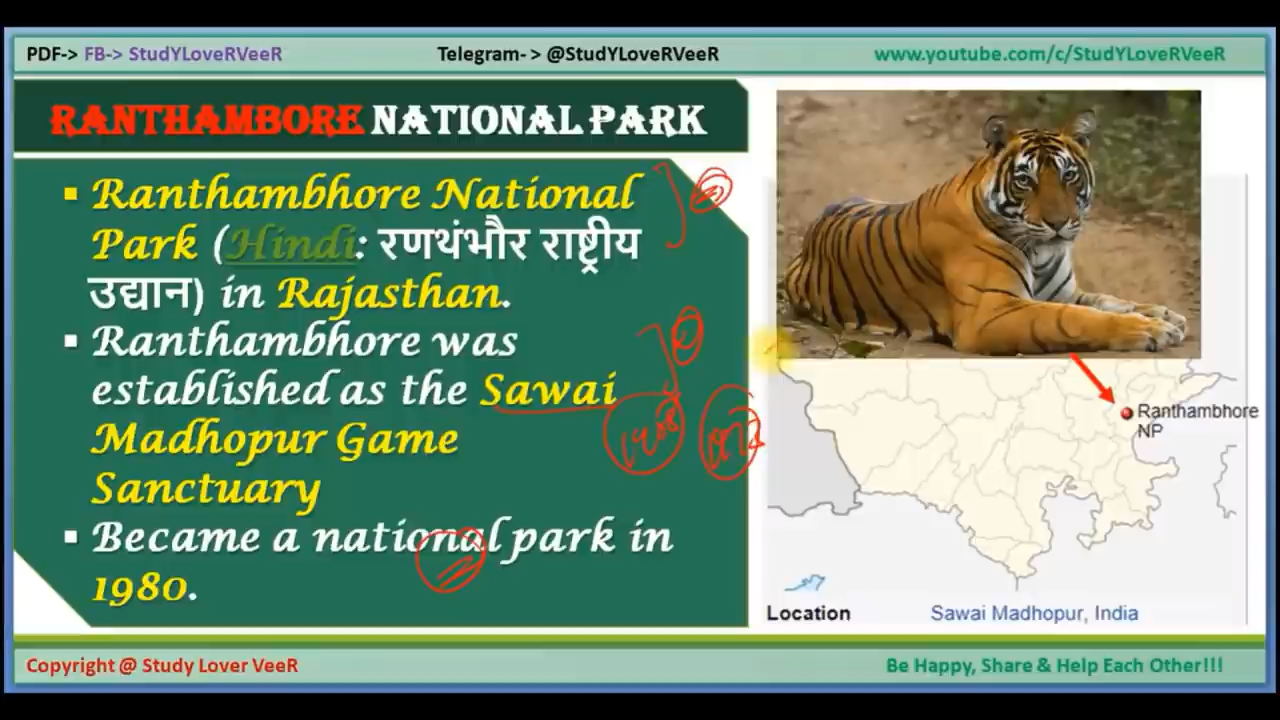 PDF-> FB-> StudYLoveRVeeR
Telegram- > @StudYLoveRVeeR
www.youtube.com/c/StudYLoveRVeeR
RANTHAMBORE NATIONAL PARK
▪ Ranthambhore National
Park (Hindi: रणथंभौर राष्ट्रीय
उद्यान) in Rajasthan.
▪ Ranthambhore was
established as the Sawai
Madhopur Game
Sanctuary
▪ Became a national park in
1980.
Ranthambhore
NP
Location
Sawai Madhopur, India
Copyright @ Study Lover VeeR
Be Happy, Share & Help Each Other!!!